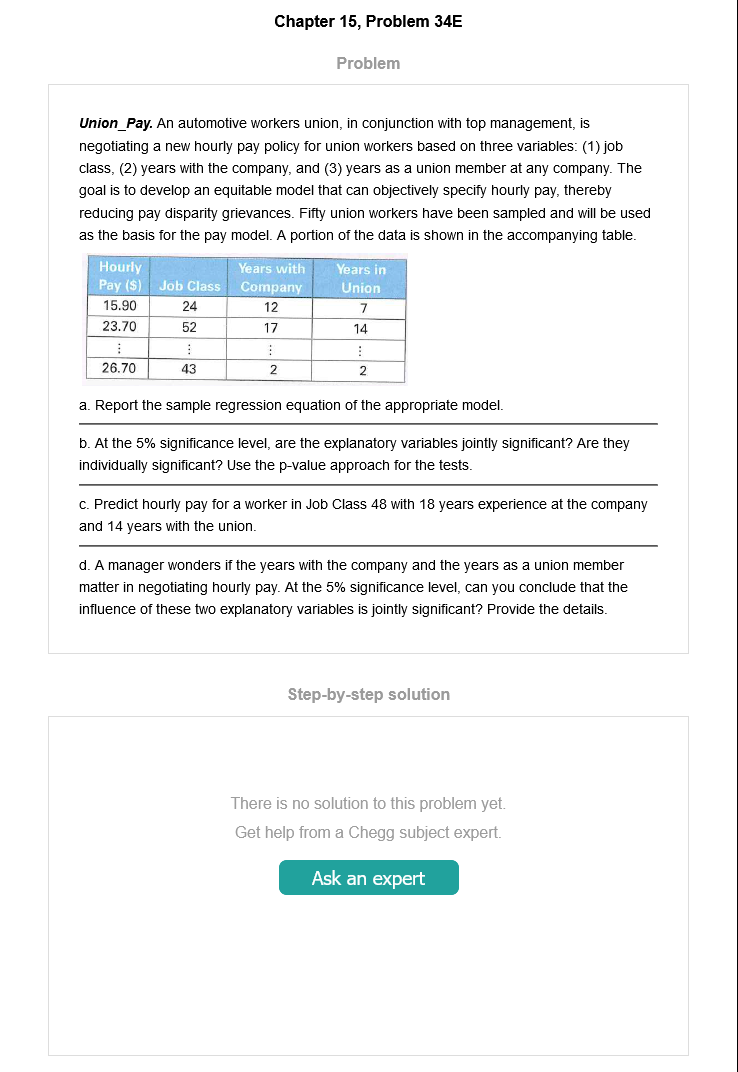 Chapter 15, Problem 34E
Problem
Union_Pay. An automotive workers union, in conjunction with top management, is
negotiating a new hourly pay policy for union workers based on three variables: (1) job
class, (2) years with the company, and (3) years as a union member at any company. The
goal is to develop an equitable model that can objectively specify hourly pay, thereby
reducing pay disparity grievances. Fifty union workers have been sampled and will be used
as the basis for the pay model. A portion of the data is shown in the accompanying table.
Hourly Years with Years in
Pay ($) Job Class Company Union
15.90 24 12 7
23.70 52 17 14
⋮ ⋮ ⋮ ⋮
26.70 43 2 2
a. Report the sample regression equation of the appropriate model.
b. At the 5% significance level, are the explanatory variables jointly significant? Are they
individually significant? Use the p-value approach for the tests.
c. Predict hourly pay for a worker in Job Class 48 with 18 years experience at the company
and 14 years with the union.
d. A manager wonders if the years with the company and the years as a union member
matter in negotiating hourly pay. At the 5% significance level, can you conclude that the
influence of these two explanatory variables is jointly significant? Provide the details.
Step-by-step solution
There is no solution to this problem yet.
Get help from a Chegg subject expert.
Ask an expert